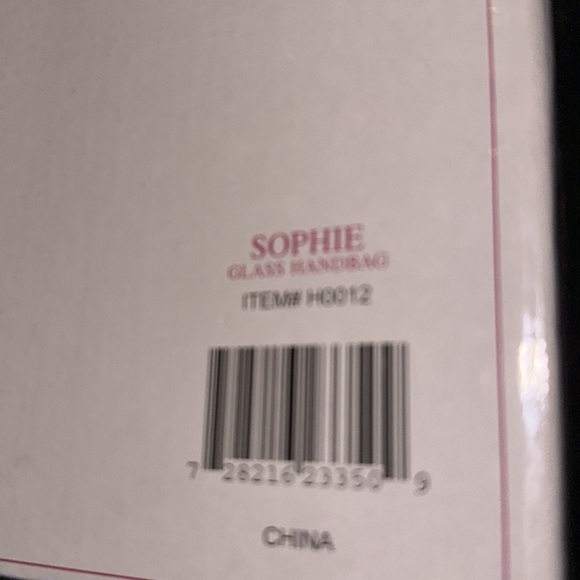 SOPHIE
GLASS HANDBAG
ITEM# H0012
7 28216 23350 9
CHINA